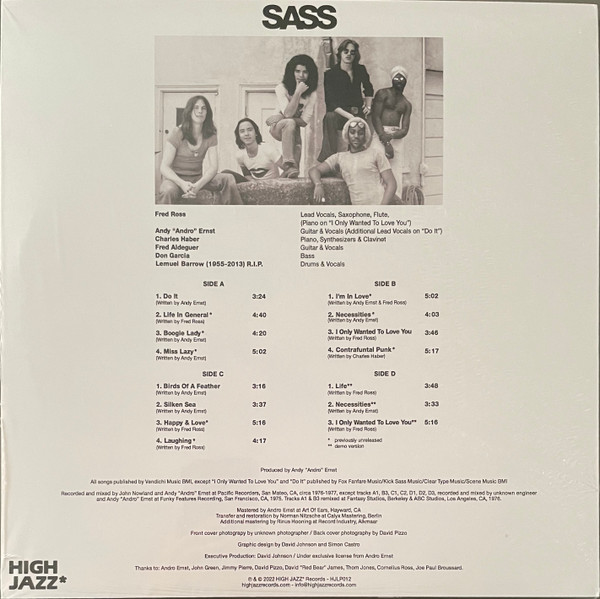 SASS
Fred Ross Lead Vocals, Saxophone, Flute,
(Piano on "I Only Wanted To Love You")
Andy "Andro" Ernst Guitar & Vocals (Additional Lead Vocals on "Do It")
Charles Haber Piano, Synthesizers & Clavinet
Fred Aldeguer Guitar & Vocals
Don Garcia Bass
Lemuel Barrow (1955-2013) R.I.P. Drums & Vocals
SIDE A
1. Do It 3:24
(Written by Andy Ernst)
2. Life In General* 4:40
(Written by Fred Ross)
3. Boogie Lady* 4:20
(Written by Andy Ernst)
4. Miss Lazy* 5:02
(Written by Andy Ernst)
SIDE B
1. I'm In Love* 5:02
(Written by Andy Ernst & Fred Ross)
2. Necessities* 4:03
(Written by Andy Ernst)
3. I Only Wanted To Love You 3:46
(Written by Fred Ross)
4. Contrafuntal Punk* 5:17
(Written by Charles Haber)
SIDE C
1. Birds Of A Feather 3:16
(Written by Andy Ernst)
2. Silken Sea 3:37
(Written by Andy Ernst)
3. Happy & Love* 5:16
(Written by Fred Ross)
4. Laughing* 4:17
(Written by Fred Ross)
SIDE D
1. Life** 3:48
(Written by Fred Ross)
2. Necessities** 3:33
(Written by Andy Ernst)
3. I Only Wanted To Love You** 5:16
(Written by Fred Ross)
* previously unreleased
** demo version
Produced by Andy "Andro" Ernst
All songs published by Vendichi Music BMI, except "I Only Wanted To Love You" and "Do It" published by Fox Fanfare Music/Kick Sass Music/Clear Type Music/Scene Music BMI
Recorded and mixed by John Nowland and Andy "Andro" Ernst at Pacific Recorders, San Mateo, CA, circa 1976-1977, except tracks A1, B3, C1, C2, D1, D2, D3, recorded and mixed by unknown engineer
and Andy "Andro" Ernst at Funky Features Recording, San Francisco, CA, 1975. Tracks A1 & B3 remixed at Fantasy Studios, Berkeley & ABC Studios, Los Angeles, CA, 1976.
Mastered by Andro Ernst at Art Of Ears, Hayward, CA
Transfer and restoration by Norman Nitzsche at Calyx Mastering, Berlin
Additional mastering by Rinus Hooning at Record Industry, Alkmaar
Front cover photograpy by unknown photographer / Back cover photography by David Pizzo
Graphic design by David Johnson and Simon Castro
Executive Production: David Johnson / Under exclusive license from Andro Ernst
Thanks to: Andro Ernst, John Green, Jimmy Pierre, David Pizzo, David "Red Bear" James, Thom Jones, Cornelius Ross, Joe Paul Broussard.
HIGH
JAZZ*
℗ & © 2022 HIGH JAZZ* Records - HJLP012
highjazzrecords.com - info@highjazzrecords.com